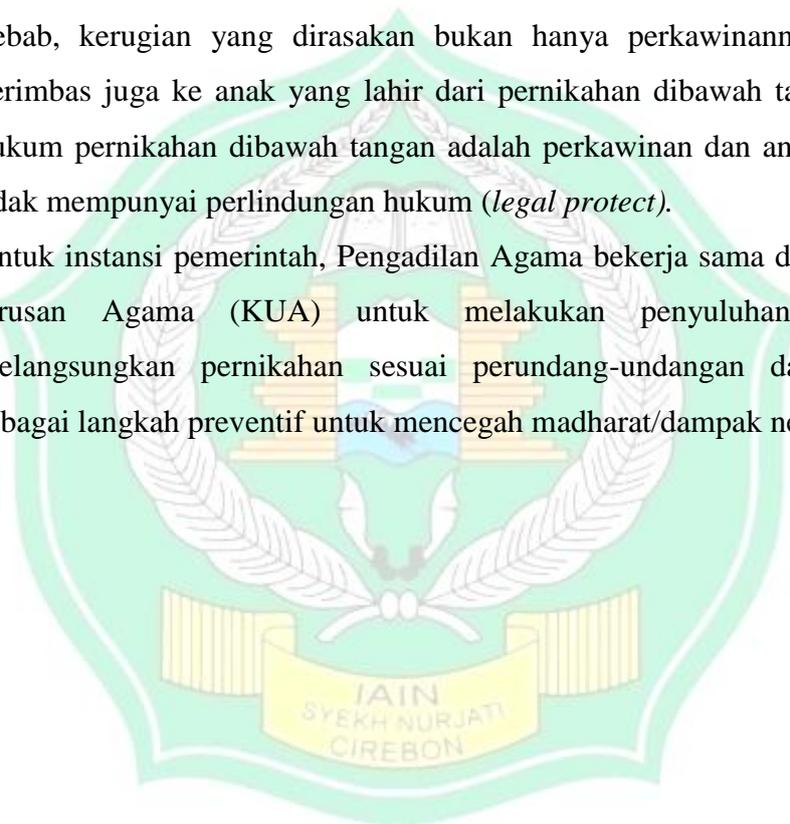 ebab, kerugian yang dirasakan bukan hanya perkawinann
erimbas juga ke anak yang lahir dari pernikahan dibawah ta
ukum pernikahan dibawah tangan adalah perkawinan dan an
dak mempunyai perlindungan hukum (legal protect).
ntuk instansi pemerintah, Pengadilan Agama bekerja sama d
rusan Agama (KUA) untuk melakukan penyuluhan
elangsungkan pernikahan sesuai perundang-undangan da
bagai langkah preventif untuk mencegah madharat/dampak ne
IAIN
SYEKH NURJATI
CIREBON